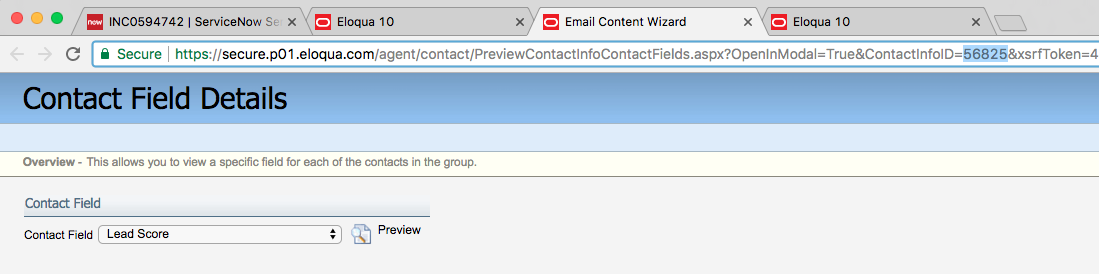 now INC0594742 | ServiceNow Se
Eloqua 10
Email Content Wizard
Eloqua 10
Secure | https://secure.p01.eloqua.com/agent/contact/PreviewContactInfoContactFields.aspx?OpenInModal=True&ContactInfoID=56825&xsrfToken=4
Contact Field Details
Overview - This allows you to view a specific field for each of the contacts in the group.
Contact Field
Contact Field Lead Score Preview